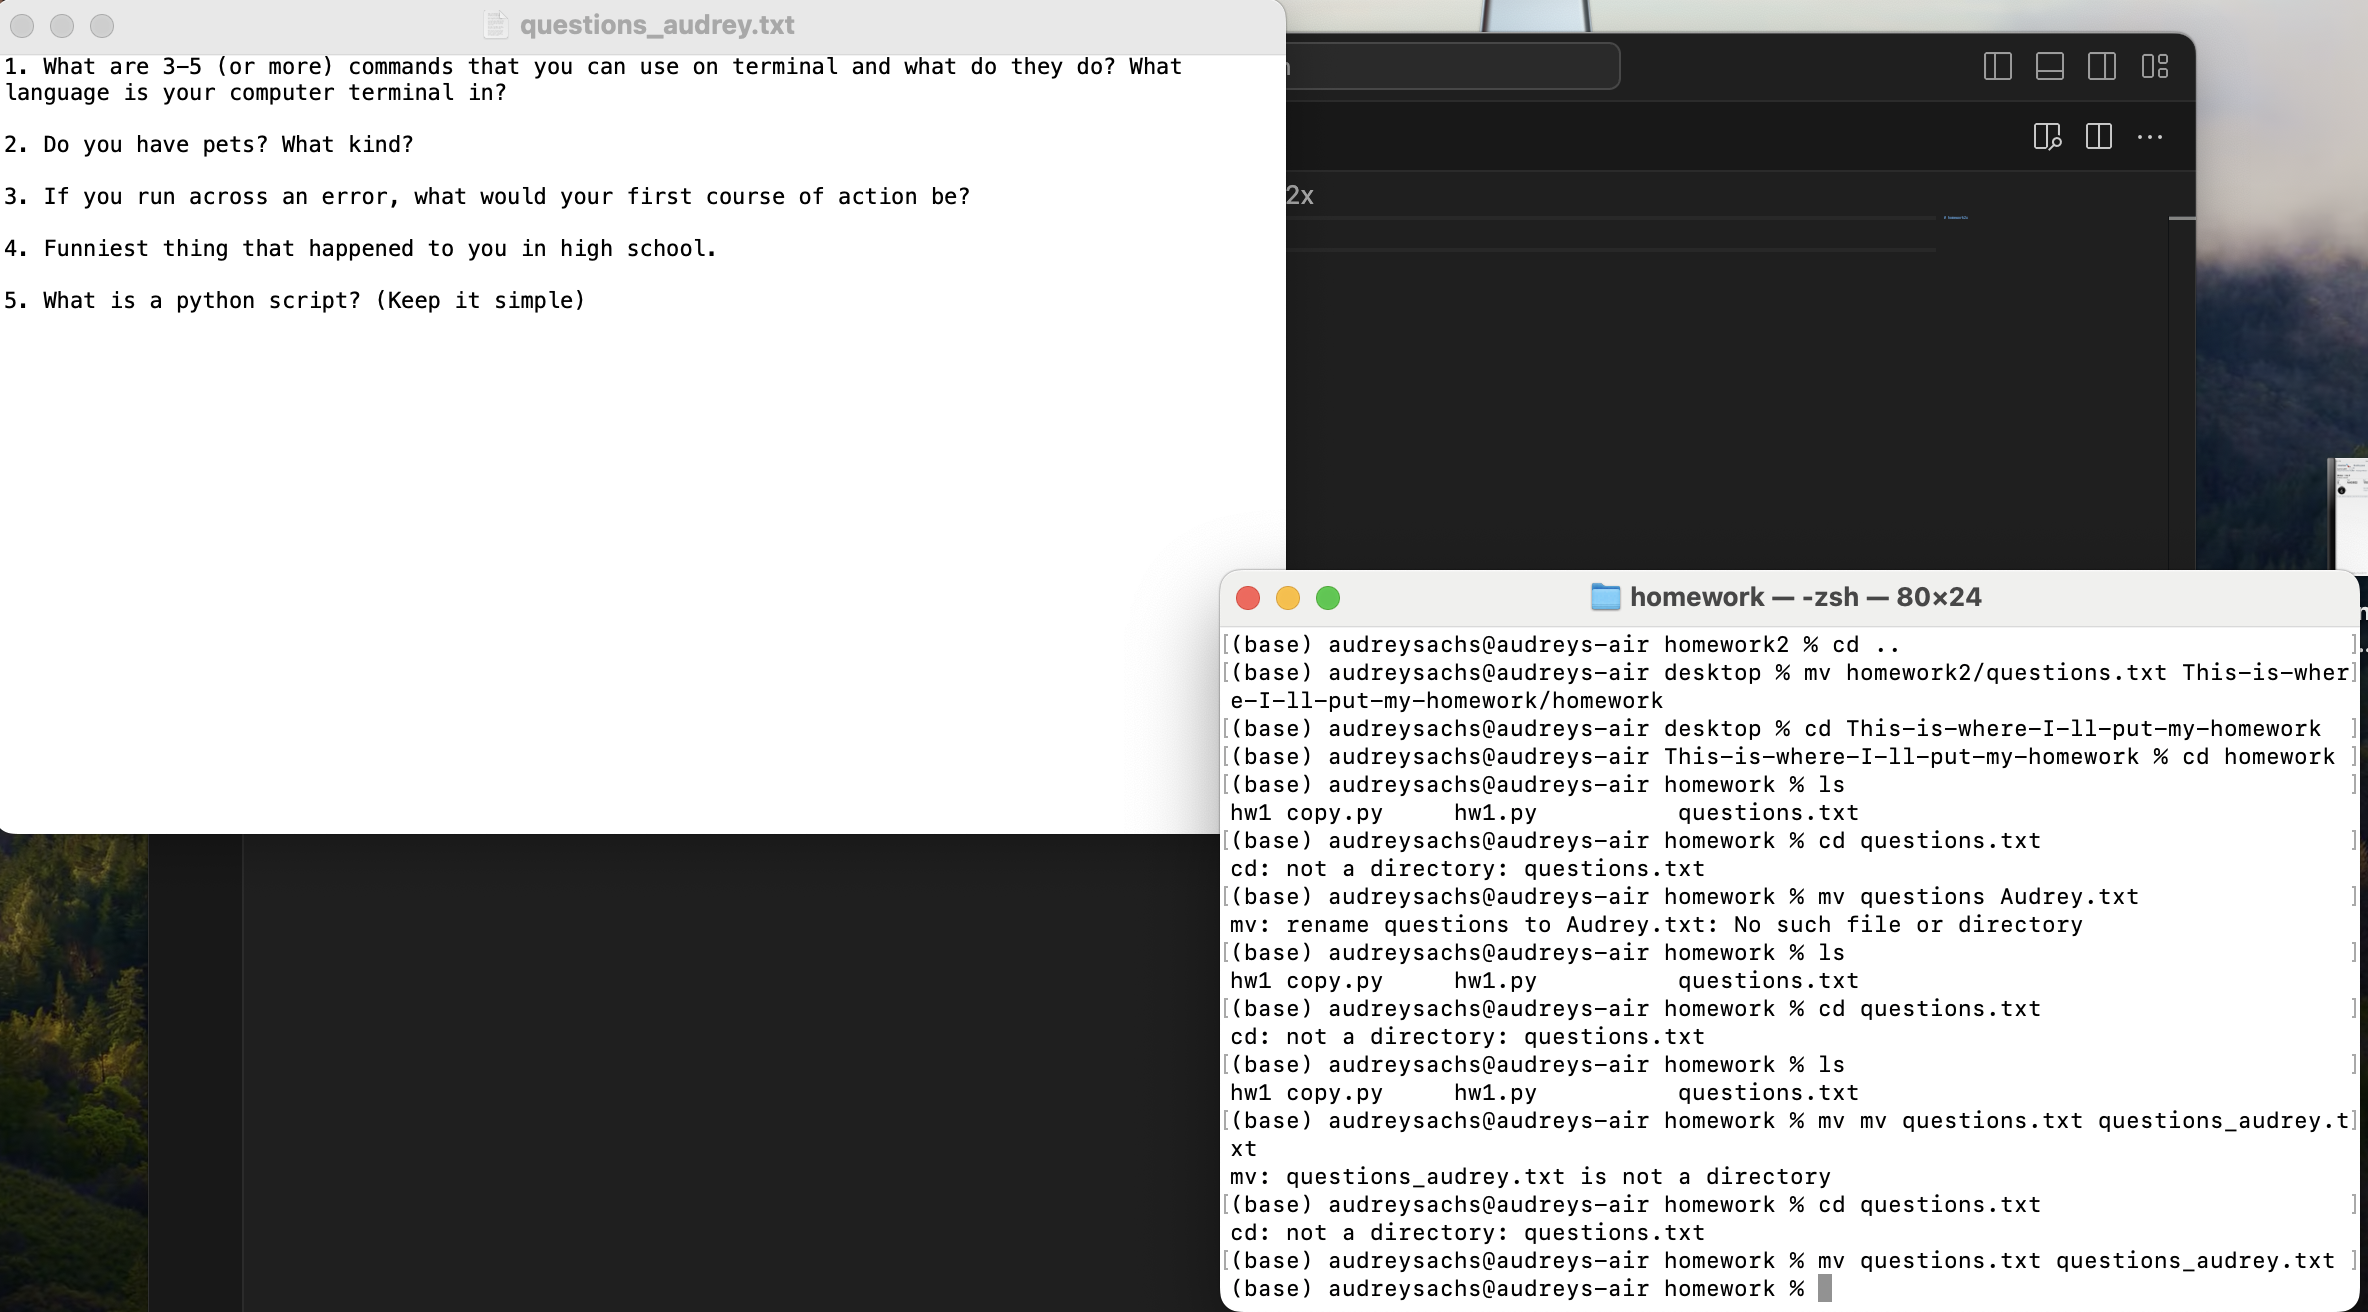 questions_audrey.txt
1. What are 3-5 (or more) commands that you can use on terminal and what do they do? What
language is your computer terminal in?
2. Do you have pets? What kind?
3. If you run across an error, what would your first course of action be?
4. Funniest thing that happened to you in high school.
5. What is a python script? (Keep it simple)
2x
homework — -zsh — 80×24
(base) audreysachs@audreys-air homework2 % cd ..
(base) audreysachs@audreys-air desktop % mv homework2/questions.txt This-is-wher
e-I-ll-put-my-homework/homework
(base) audreysachs@audreys-air desktop % cd This-is-where-I-ll-put-my-homework
(base) audreysachs@audreys-air This-is-where-I-ll-put-my-homework % cd homework
(base) audreysachs@audreys-air homework % ls
hw1 copy.py     hw1.py          questions.txt
(base) audreysachs@audreys-air homework % cd questions.txt
cd: not a directory: questions.txt
(base) audreysachs@audreys-air homework % mv questions Audrey.txt
mv: rename questions to Audrey.txt: No such file or directory
(base) audreysachs@audreys-air homework % ls
hw1 copy.py     hw1.py          questions.txt
(base) audreysachs@audreys-air homework % cd questions.txt
cd: not a directory: questions.txt
(base) audreysachs@audreys-air homework % ls
hw1 copy.py     hw1.py          questions.txt
(base) audreysachs@audreys-air homework % mv mv questions.txt questions_audrey.t
xt
mv: questions_audrey.txt is not a directory
(base) audreysachs@audreys-air homework % cd questions.txt
cd: not a directory: questions.txt
(base) audreysachs@audreys-air homework % mv questions.txt questions_audrey.txt
(base) audreysachs@audreys-air homework %